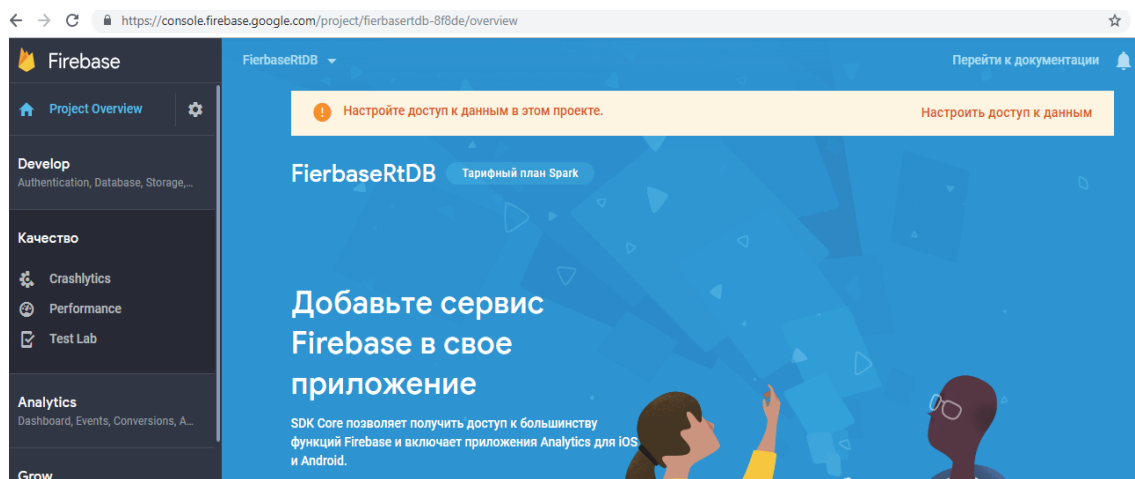 https://console.firebase.google.com/project/fierbasertdb-8f8de/overview
Firebase
FierbaseRtDB
Перейти к документации
Project Overview
Настройте доступ к данным в этом проекте.
Настроить доступ к данным
Develop
Authentication, Database, Storage,...
FierbaseRtDB
Тарифный план Spark
Качество
Crashlytics
Performance
Test Lab
Добавьте сервис
Firebase в свое
приложение
SDK Core позволяет получить доступ к большинству
функций Firebase и включает приложения Analytics для iOS
и Android.
Analytics
Dashboard, Events, Conversions, A...
Grow